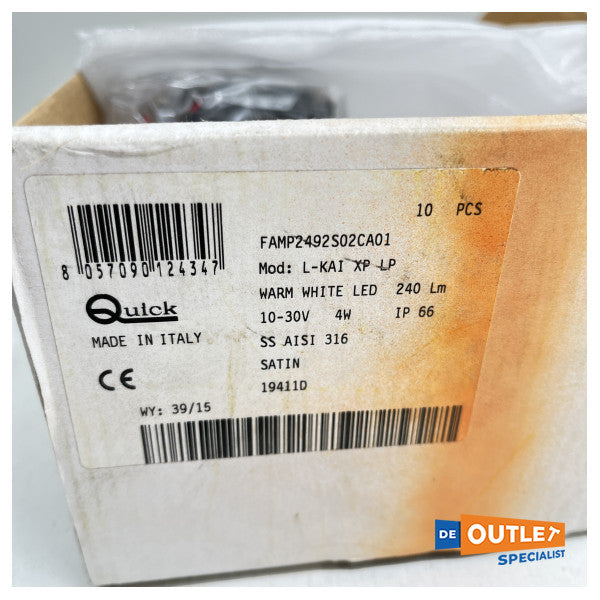 10 PCS
FAMP2492S02CA01
Mod: L-KAI XP LP
WARM WHITE LED 240 Lm
10-30V 4W IP 66
SS AISI 316
SATIN
19411D
8 057090 124347
Quick
MADE IN ITALY
CE
WY: 39/15
DE OUTLET
SPECIALIST